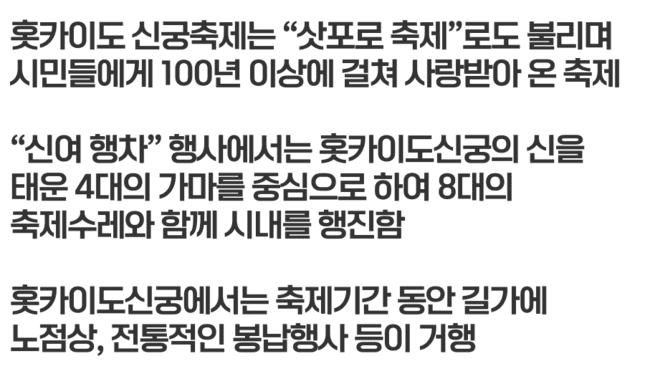 홋카이도 신궁축제는 “삿포로 축제”로도 불리며
시민들에게 100년 이상에 걸쳐 사랑받아 온 축제
“신여 행차” 행사에서는 홋카이도신궁의 신을
태운 4대의 가마를 중심으로 하여 8대의
축제수레와 함께 시내를 행진함
홋카이도신궁에서는 축제기간 동안 길가에
노점상, 전통적인 봉납행사 등이 거행